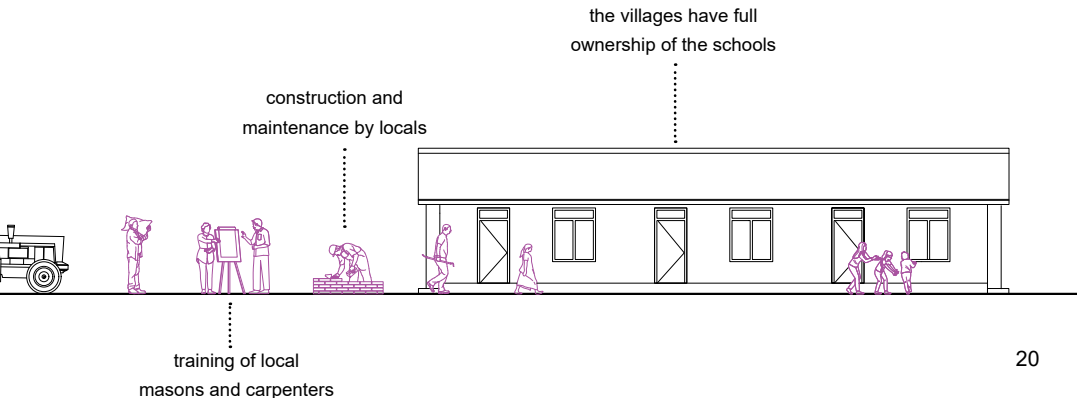 the villages have full
ownership of the schools
construction and
maintenance by locals
training of local
masons and carpenters
20